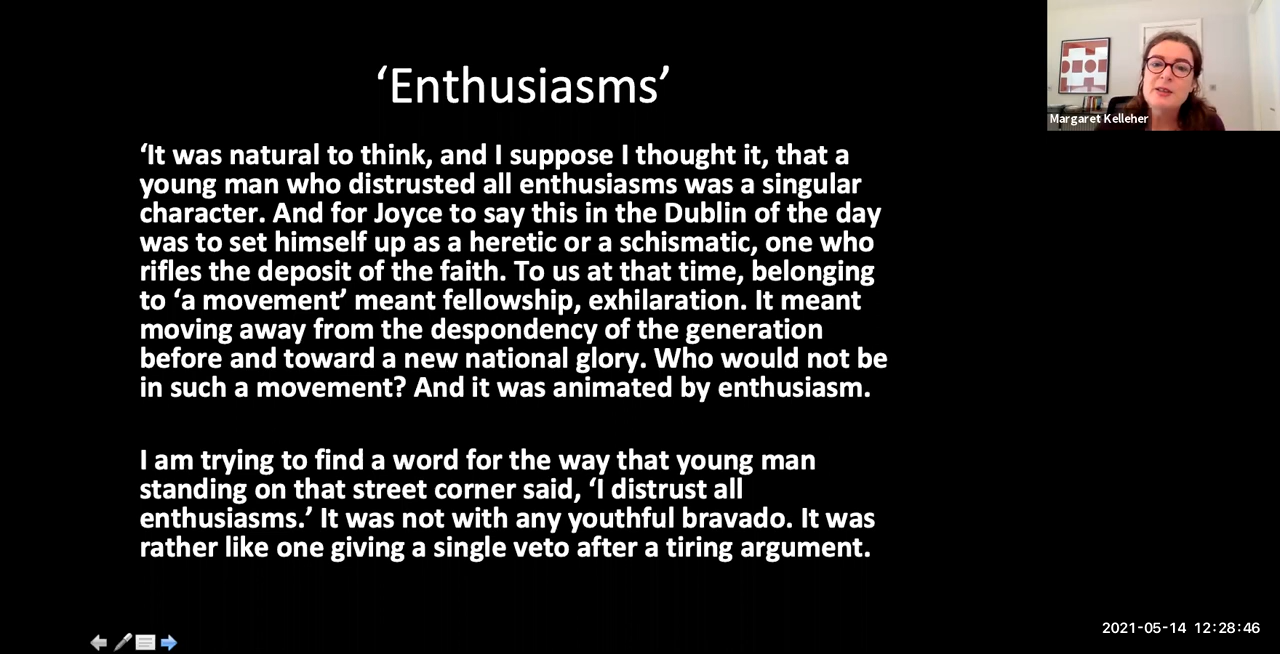 ‘Enthusiasms’
‘It was natural to think, and I suppose I thought it, that a
young man who distrusted all enthusiasms was a singular
character. And for Joyce to say this in the Dublin of the day
was to set himself up as a heretic or a schismatic, one who
rifles the deposit of the faith. To us at that time, belonging
to ‘a movement’ meant fellowship, exhilaration. It meant
moving away from the despondency of the generation
before and toward a new national glory. Who would not be
in such a movement? And it was animated by enthusiasm.
I am trying to find a word for the way that young man
standing on that street corner said, ‘I distrust all
enthusiasms.’ It was not with any youthful bravado. It was
rather like one giving a single veto after a tiring argument.
Margaret Kelleher
2021-05-14 12:28:46